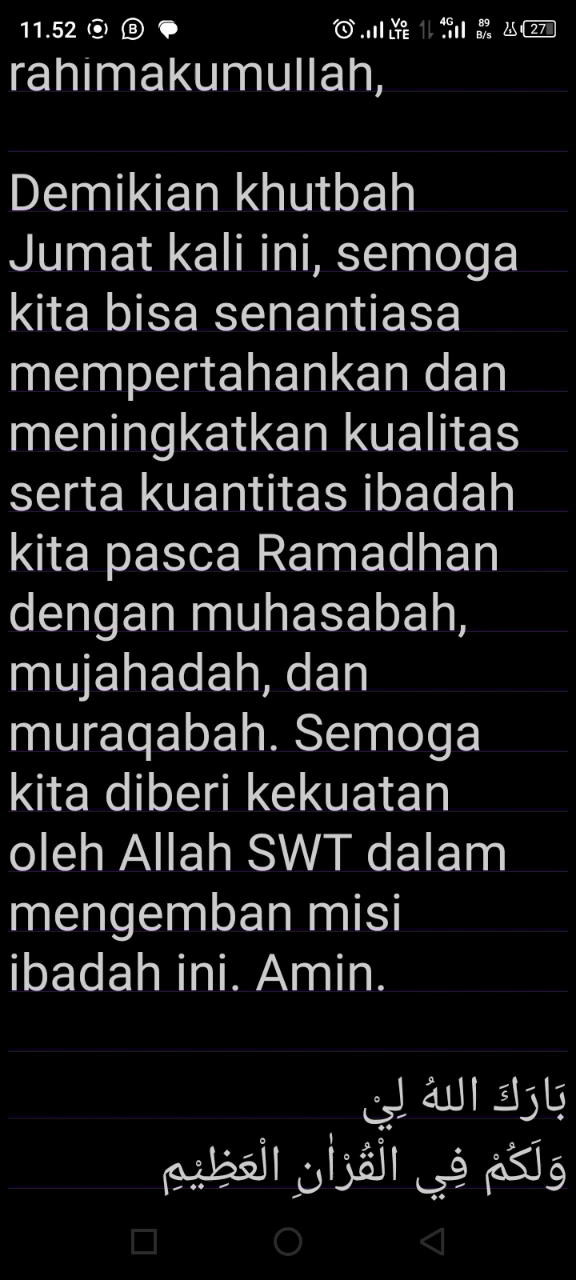 11.52
Vo LTE
4G
89 B/s
27
rahimakumullah,
Demikian khutbah
Jumat kali ini, semoga
kita bisa senantiasa
mempertahankan dan
meningkatkan kualitas
serta kuantitas ibadah
kita pasca Ramadhan
dengan muhasabah,
mujahadah, dan
muraqabah. Semoga
kita diberi kekuatan
oleh Allah SWT dalam
mengemban misi
ibadah ini. Amin.
بَارَكَ اللهُ لِيْ
وَلَكُمْ فِي الْقُرْاٰنِ الْعَظِيْمِ